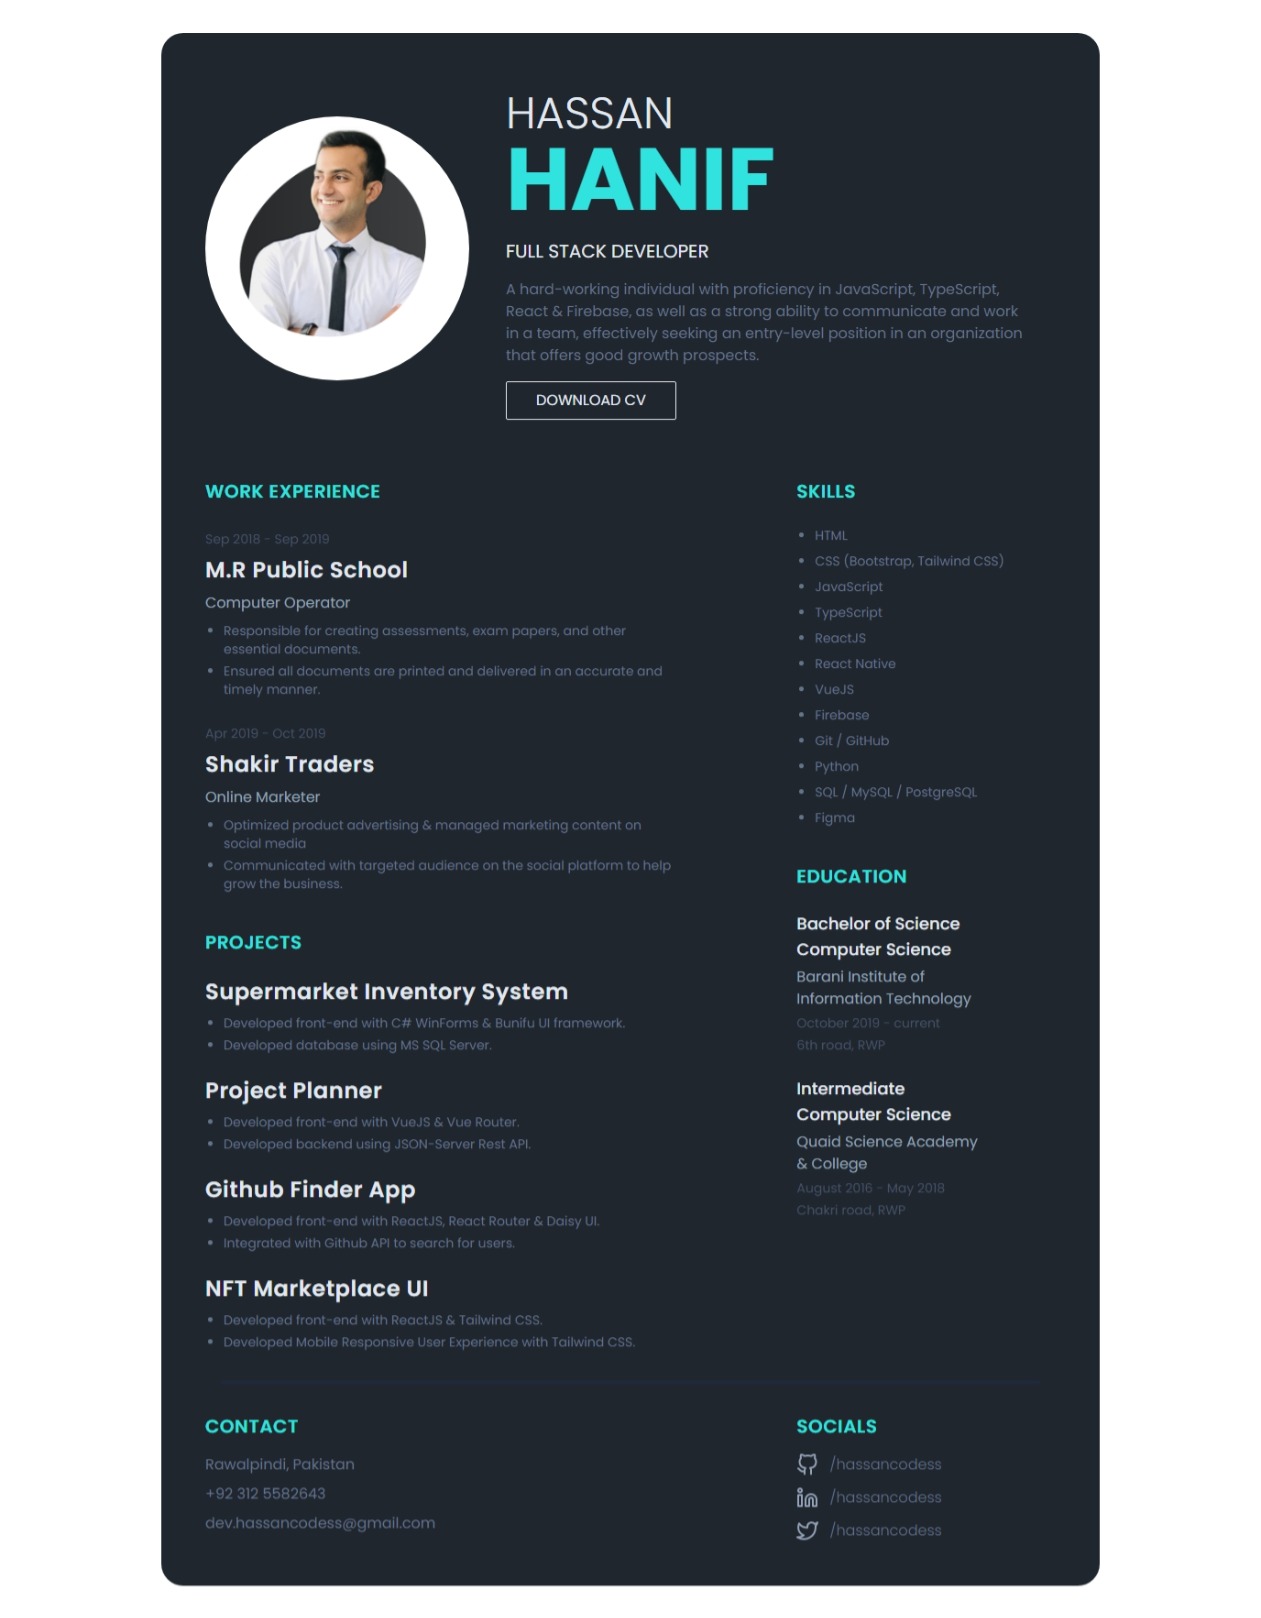 HASSAN
HANIF
FULL STACK DEVELOPER
A hard-working individual with proficiency in JavaScript, TypeScript,
React & Firebase, as well as a strong ability to communicate and work
in a team, effectively seeking an entry-level position in an organization
that offers good growth prospects.
DOWNLOAD CV
WORK EXPERIENCE
Sep 2018 - Sep 2019
M.R Public School
Computer Operator
• Responsible for creating assessments, exam papers, and other
essential documents.
• Ensured all documents are printed and delivered in an accurate and
timely manner.
Apr 2019 - Oct 2019
Shakir Traders
Online Marketer
• Optimized product advertising & managed marketing content on
social media
• Communicated with targeted audience on the social platform to help
grow the business.
PROJECTS
Supermarket Inventory System
• Developed front-end with C# WinForms & Bunifu UI framework.
• Developed database using MS SQL Server.
Project Planner
• Developed front-end with VueJS & Vue Router.
• Developed backend using JSON-Server Rest API.
Github Finder App
• Developed front-end with ReactJS, React Router & Daisy UI.
• Integrated with Github API to search for users.
NFT Marketplace UI
• Developed front-end with ReactJS & Tailwind CSS.
• Developed Mobile Responsive User Experience with Tailwind CSS.
SKILLS
• HTML
• CSS (Bootstrap, Tailwind CSS)
• JavaScript
• TypeScript
• ReactJS
• React Native
• VueJS
• Firebase
• Git / GitHub
• Python
• SQL / MySQL / PostgreSQL
• Figma
EDUCATION
Bachelor of Science
Computer Science
Barani Institute of
Information Technology
October 2019 - current
6th road, RWP
Intermediate
Computer Science
Quaid Science Academy
& College
August 2016 - May 2018
Chakri road, RWP
CONTACT
Rawalpindi, Pakistan
+92 312 5582643
dev.hassancodess@gmail.com
SOCIALS
/hassancodess
/hassancodess
/hassancodess